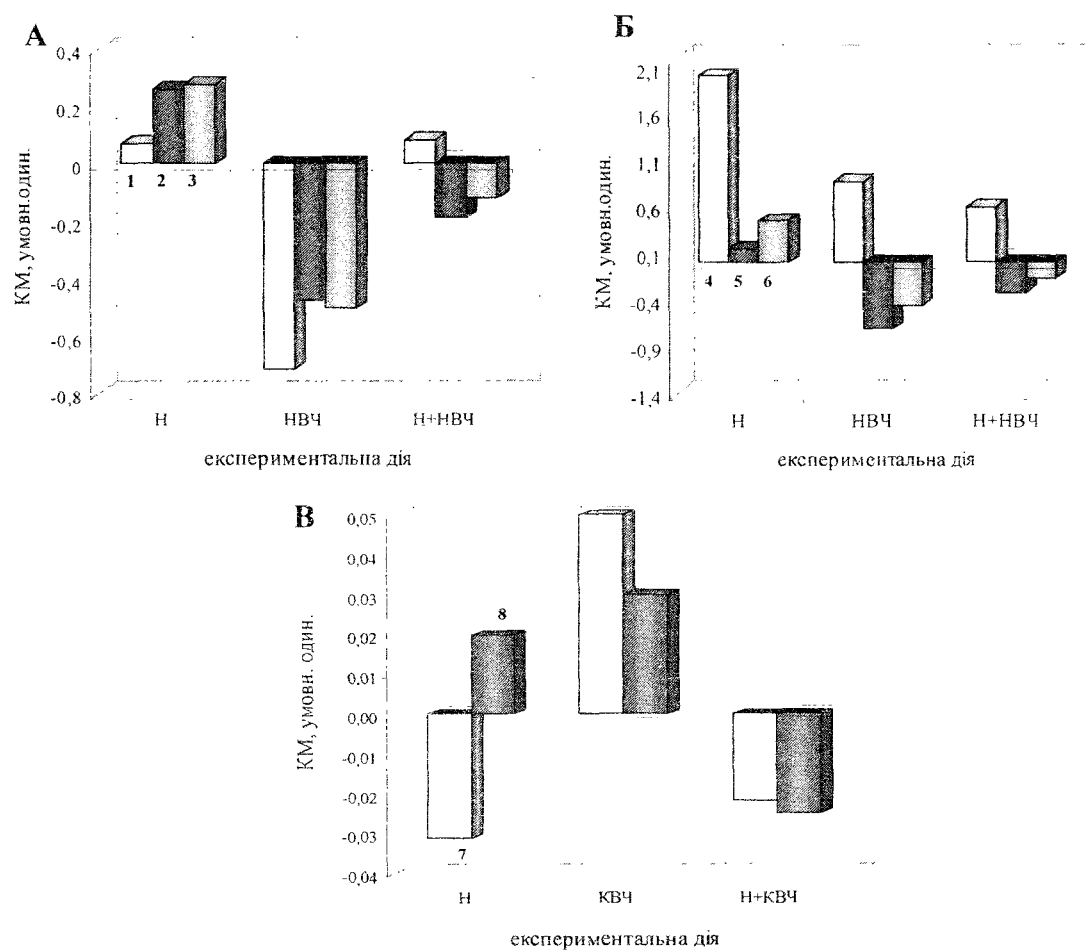 А
КМ, умовн.один.
0,4
0,2
0
-0,2
-0,4
-0,6
-0,8
1 2 3
Н НВЧ Н+НВЧ
експериментальна дія
Б
КМ, умовн.один.
2,1
1,6
1,1
0,6
0,1
-0,4
-0,9
-1,4
4 5 6
Н НВЧ Н+НВЧ
експериментальна дія
В
КМ, умовн. один.
0,05
0,04
0,03
0,02
0,01
0,00
-0,01
-0,02
-0,03
-0,04
8
7
Н КВЧ Н+КВЧ
експериментальна дія